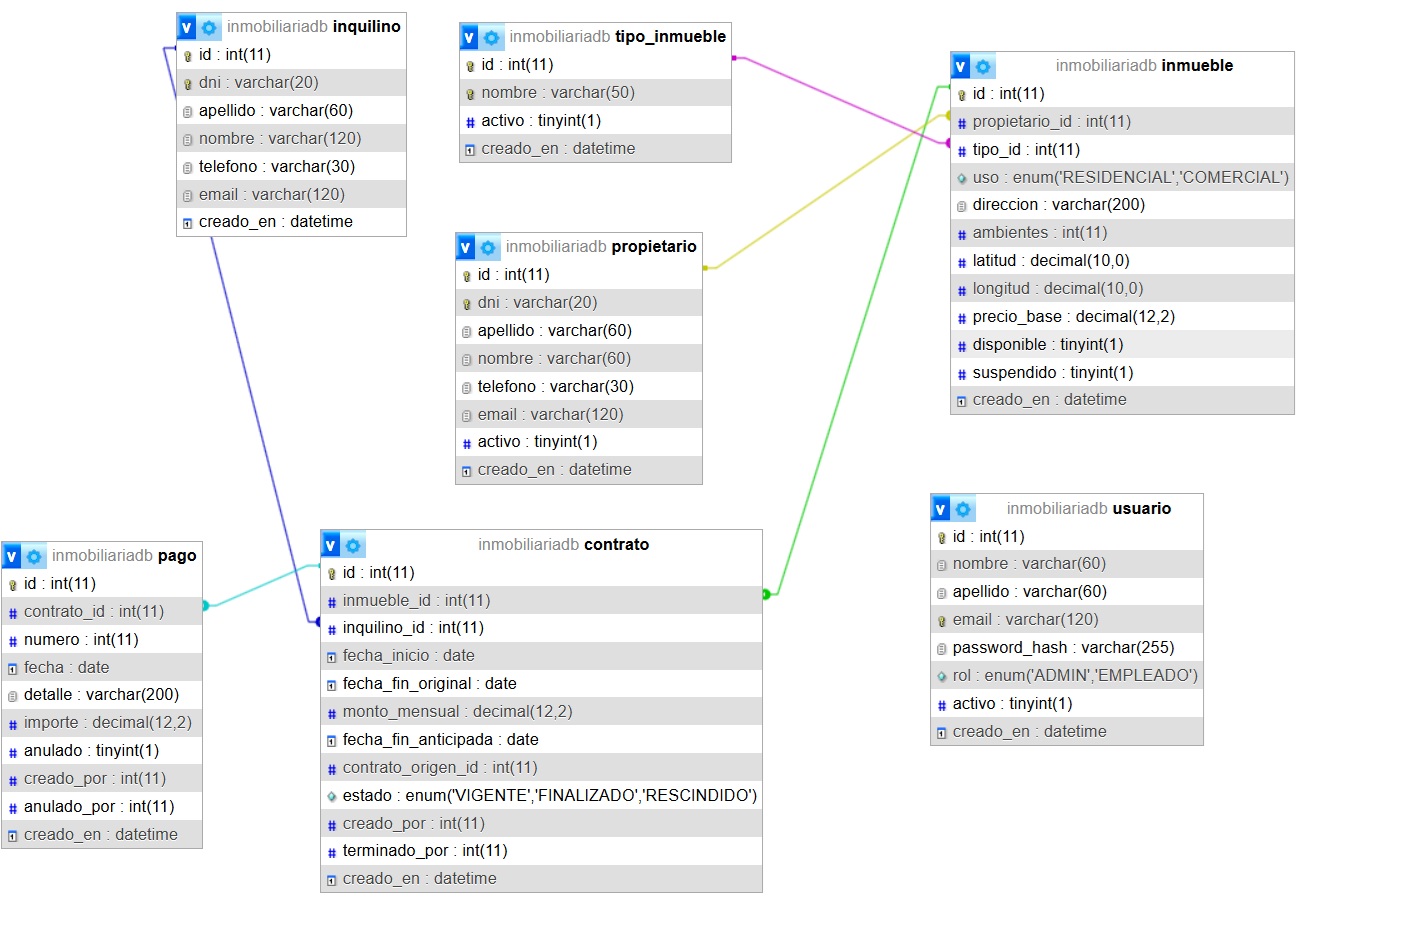 v inmobiliariadb inquilino
id : int(11)
dni : varchar(20)
apellido : varchar(60)
nombre : varchar(120)
telefono : varchar(30)
email : varchar(120)
creado_en : datetime
v inmobiliariadb tipo_inmueble
id : int(11)
nombre : varchar(50)
activo : tinyint(1)
creado_en : datetime
v inmobiliariadb inmueble
id : int(11)
propietario_id : int(11)
tipo_id : int(11)
uso : enum('RESIDENCIAL','COMERCIAL')
direccion : varchar(200)
ambientes : int(11)
latitud : decimal(10,0)
longitud : decimal(10,0)
precio_base : decimal(12,2)
disponible : tinyint(1)
suspendido : tinyint(1)
creado_en : datetime
v inmobiliariadb propietario
id : int(11)
dni : varchar(20)
apellido : varchar(60)
nombre : varchar(60)
telefono : varchar(30)
email : varchar(120)
activo : tinyint(1)
creado_en : datetime
v inmobiliariadb usuario
id : int(11)
nombre : varchar(60)
apellido : varchar(60)
email : varchar(120)
password_hash : varchar(255)
rol : enum('ADMIN','EMPLEADO')
activo : tinyint(1)
creado_en : datetime
v inmobiliariadb pago
id : int(11)
contrato_id : int(11)
numero : int(11)
fecha : date
detalle : varchar(200)
importe : decimal(12,2)
anulado : tinyint(1)
creado_por : int(11)
anulado_por : int(11)
creado_en : datetime
v inmobiliariadb contrato
id : int(11)
inmueble_id : int(11)
inquilino_id : int(11)
fecha_inicio : date
fecha_fin_original : date
monto_mensual : decimal(12,2)
fecha_fin_anticipada : date
contrato_origen_id : int(11)
estado : enum('VIGENTE','FINALIZADO','RESCINDIDO')
creado_por : int(11)
terminado_por : int(11)
creado_en : datetime